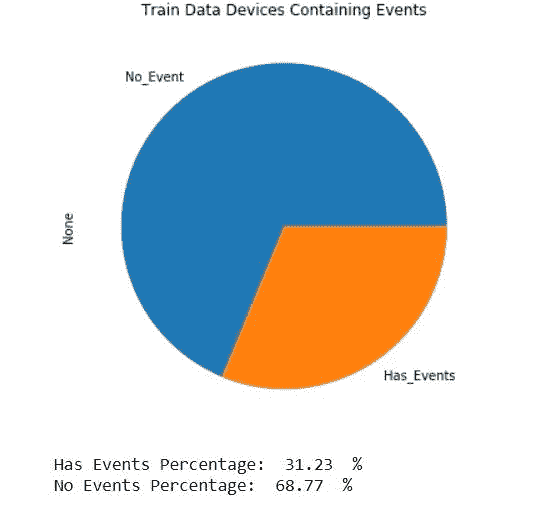 Train Data Devices Containing Events
No_Event
None
Has_Events
Has Events Percentage:  31.23  %
No Events Percentage:  68.77  %